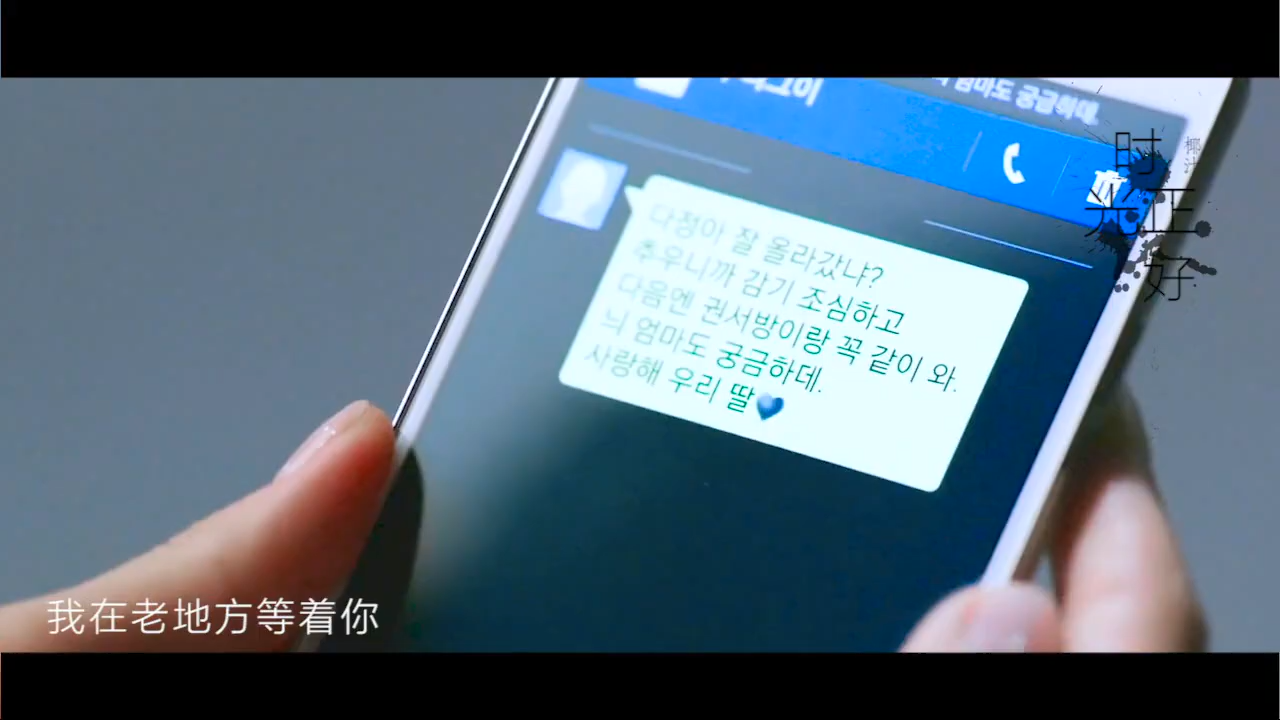 엄마도 궁금하데.
다정아 잘 올라갔냐?
추우니까 감기 조심하고
다음엔 권서방이랑 꼭 같이 와.
늬 엄마도 궁금하데.
사랑해 우리 딸💙
时
光正
好
椰汁
我在老地方等着你